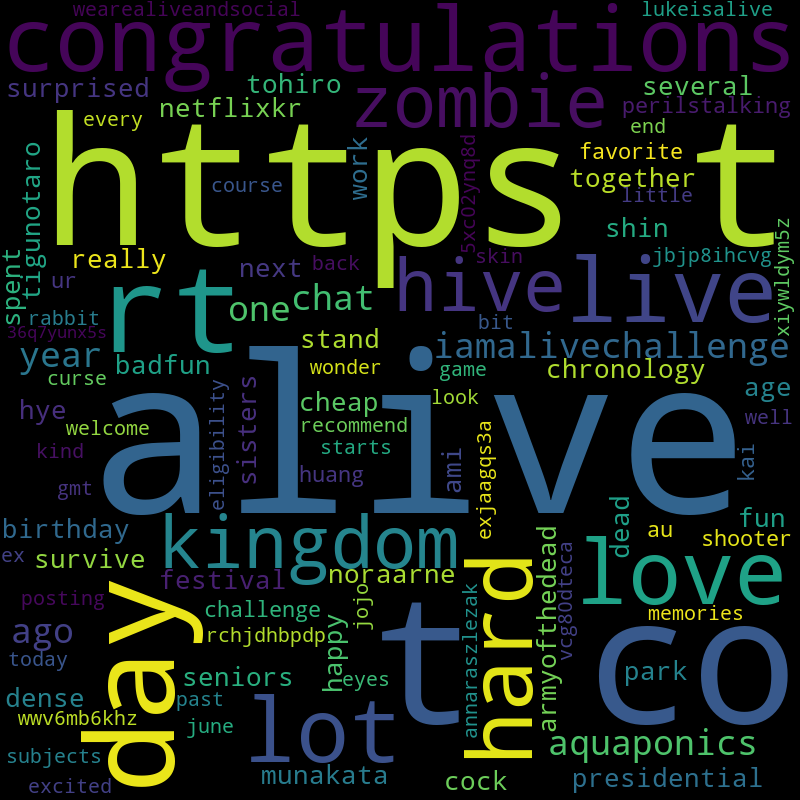 wearealiveandsocial
lukeisalive
congratulations
surprised
tohiro
zombie
several
netflixkr
perilstalking
every
https t
end
work
5xc02ynq8d
favorite
course
together
little
tigunotaro
shin
xiywldym5z
spent
really
next
back
skin
jbjp8ihcvg
ur
rt
hive
live
one
chat
rabbit
bit
36q7yunx5s
stand
iamalivechallenge
year
badfun
wonder
game
chronology
curse
alive
age
hye
eligibility
sisters
cheap
look
welcome
recommend
well
kind
starts
ami
exjaagqs3a
kai
gmt
huang
birthday
kingdom
dead
fun
au
ex
survive
hard
armyofthedead
vcg80dteca
love
shooter
festival
noraarne
posting
day
challenge
jojo
t
co
memories
ago
rchjdhbpdp
happy
annaraszlezak
today
seniors
eyes
park
dense
past
wwv6mb6khz
june
lot
subjects
aquaponics
munakata
excited
cock
presidential